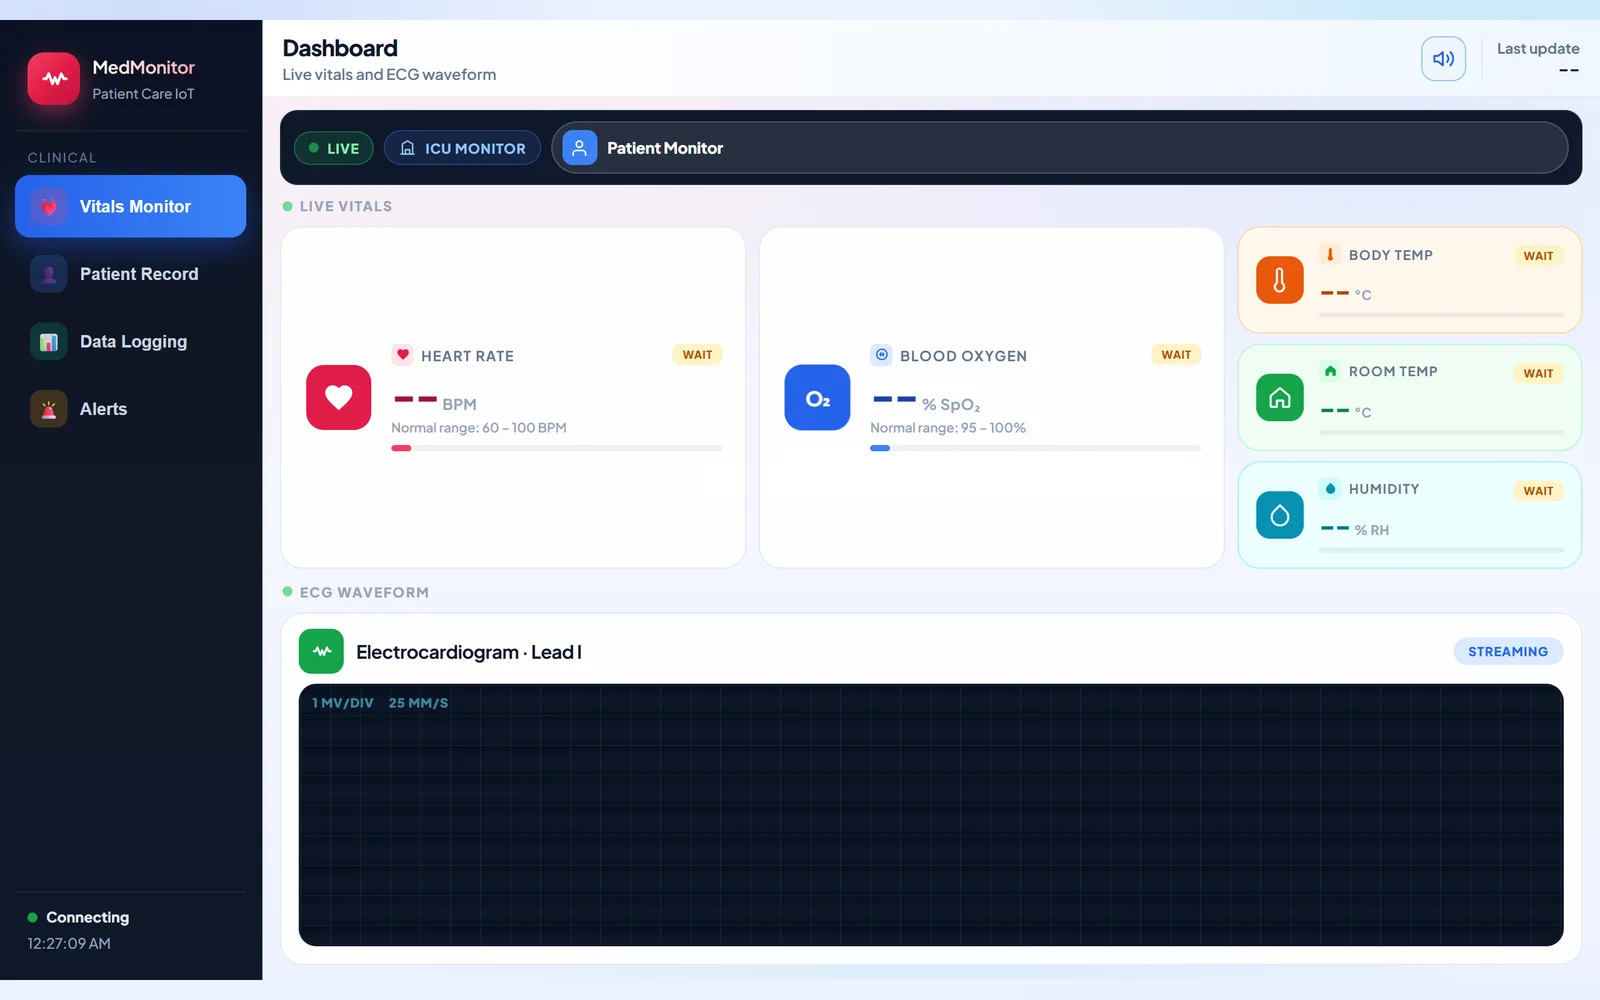 MedMonitor
Patient Care IoT
CLINICAL
Vitals Monitor
Patient Record
Data Logging
Alerts
Connecting
12:27:09 AM
Dashboard
Live vitals and ECG waveform
Last update
--
LIVE
ICU MONITOR
Patient Monitor
LIVE VITALS
HEART RATE
WAIT
-- BPM
Normal range: 60 – 100 BPM
O₂
BLOOD OXYGEN
WAIT
-- % SpO₂
Normal range: 95 – 100%
BODY TEMP
WAIT
-- °C
ROOM TEMP
WAIT
-- °C
HUMIDITY
WAIT
-- % RH
ECG WAVEFORM
Electrocardiogram · Lead I
STREAMING
1 MV/DIV 25 MM/S